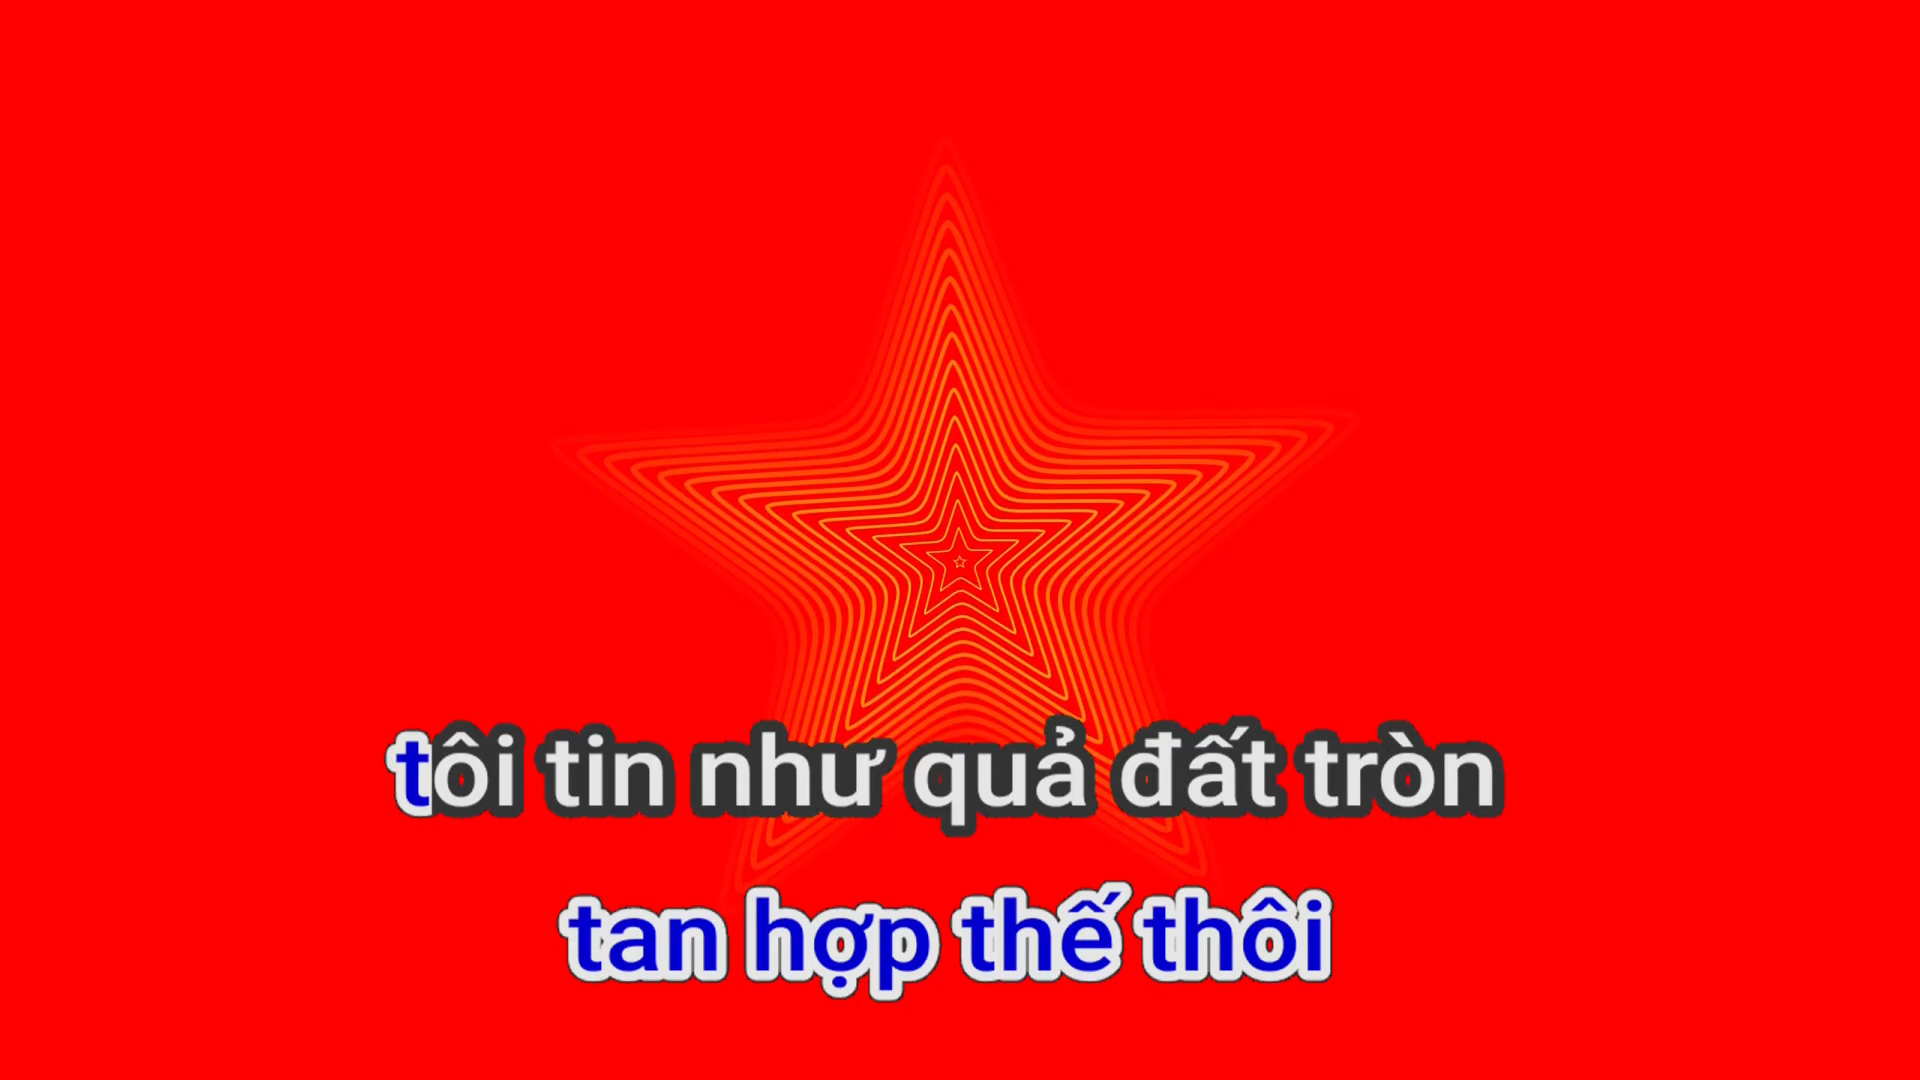 tôi tin như quả đất tròn
tan hợp thế thôi